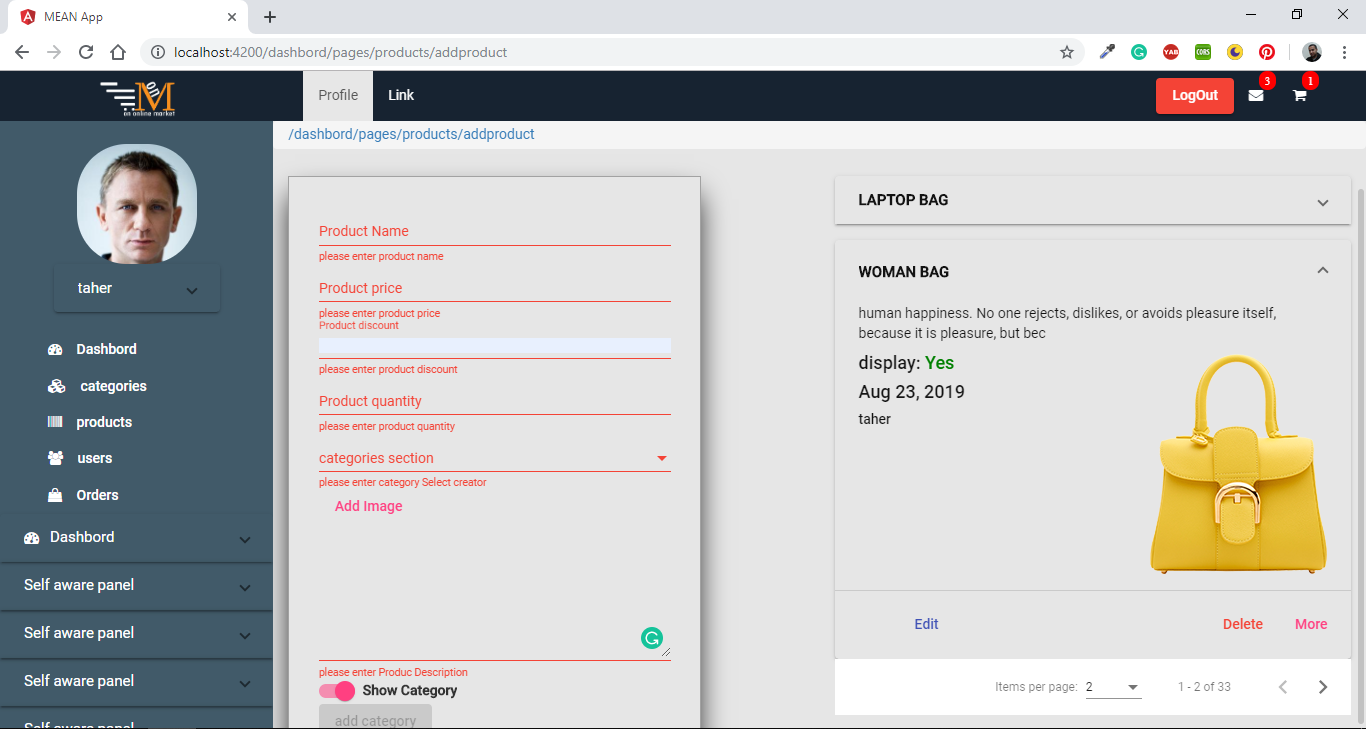 MEAN App
localhost:4200/dashbord/pages/products/addproduct
YAB
CORS
M
en
on online market
Profile
Link
LogOut
3
1
/dashbord/pages/products/addproduct
taher
Dashbord
categories
products
users
Orders
Dashbord
Self aware panel
Self aware panel
Self aware panel
Self aware panel
Product Name
please enter product name
Product price
please enter product price
Product discount
please enter product discount
Product quantity
please enter product quantity
categories section
please enter category Select creator
Add Image
please enter Produc Description
Show Category
add category
LAPTOP BAG
WOMAN BAG
human happiness. No one rejects, dislikes, or avoids pleasure itself,
because it is pleasure, but bec
display: Yes
Aug 23, 2019
taher
Edit
Delete
More
Items per page: 2
1 - 2 of 33